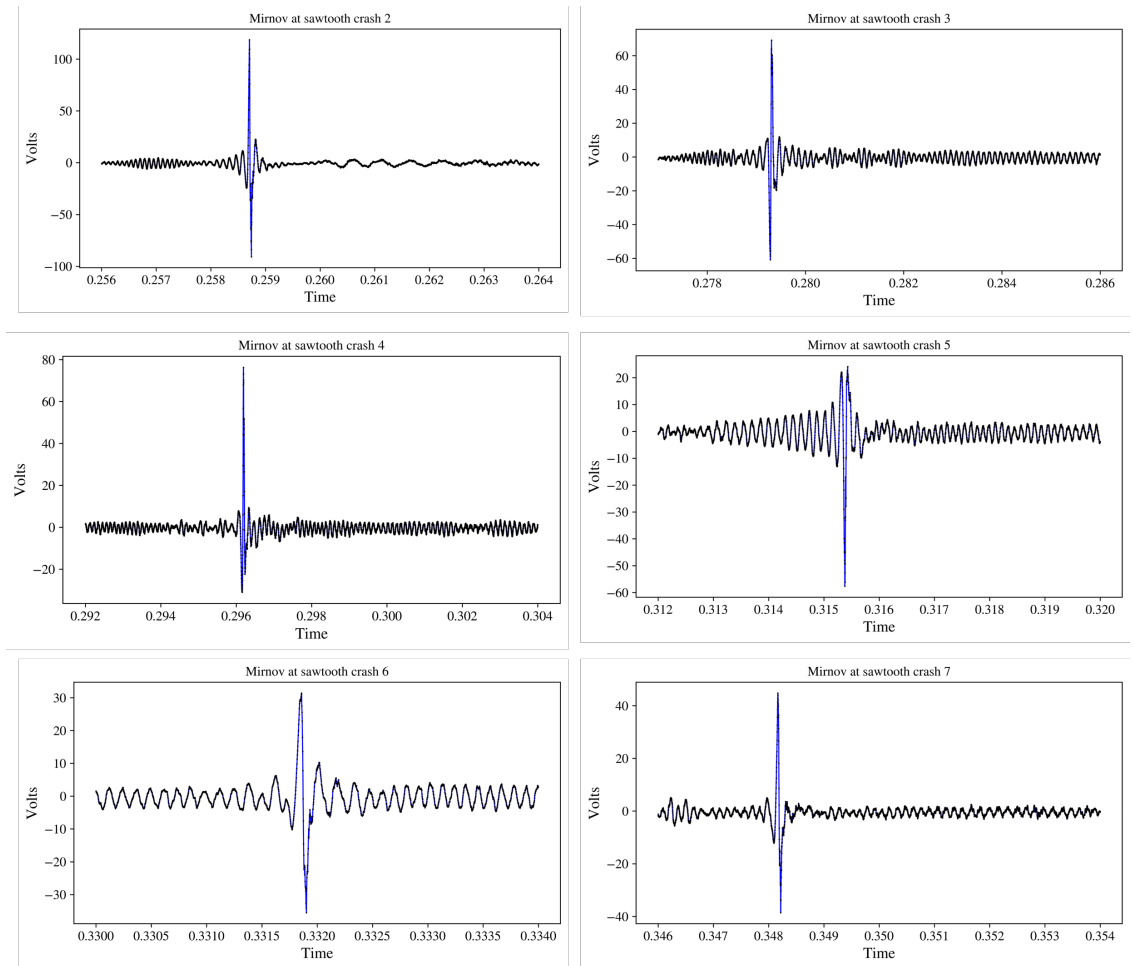 Mirnov at sawtooth crash 2
Volts
100
50
0
−50
−100
0.256 0.257 0.258 0.259 0.260 0.261 0.262 0.263 0.264
Time
Mirnov at sawtooth crash 3
Volts
60
40
20
0
−20
−40
−60
0.278 0.280 0.282 0.284 0.286
Time
Mirnov at sawtooth crash 4
Volts
80
60
40
20
0
−20
0.292 0.294 0.296 0.298 0.300 0.302 0.304
Time
Mirnov at sawtooth crash 5
Volts
20
10
0
−10
−20
−30
−40
−50
−60
0.312 0.313 0.314 0.315 0.316 0.317 0.318 0.319 0.320
Time
Mirnov at sawtooth crash 6
Volts
30
20
10
0
−10
−20
−30
0.3300 0.3305 0.3310 0.3315 0.3320 0.3325 0.3330 0.3335 0.3340
Time
Mirnov at sawtooth crash 7
Volts
40
20
0
−20
−40
0.346 0.347 0.348 0.349 0.350 0.351 0.352 0.353 0.354
Time